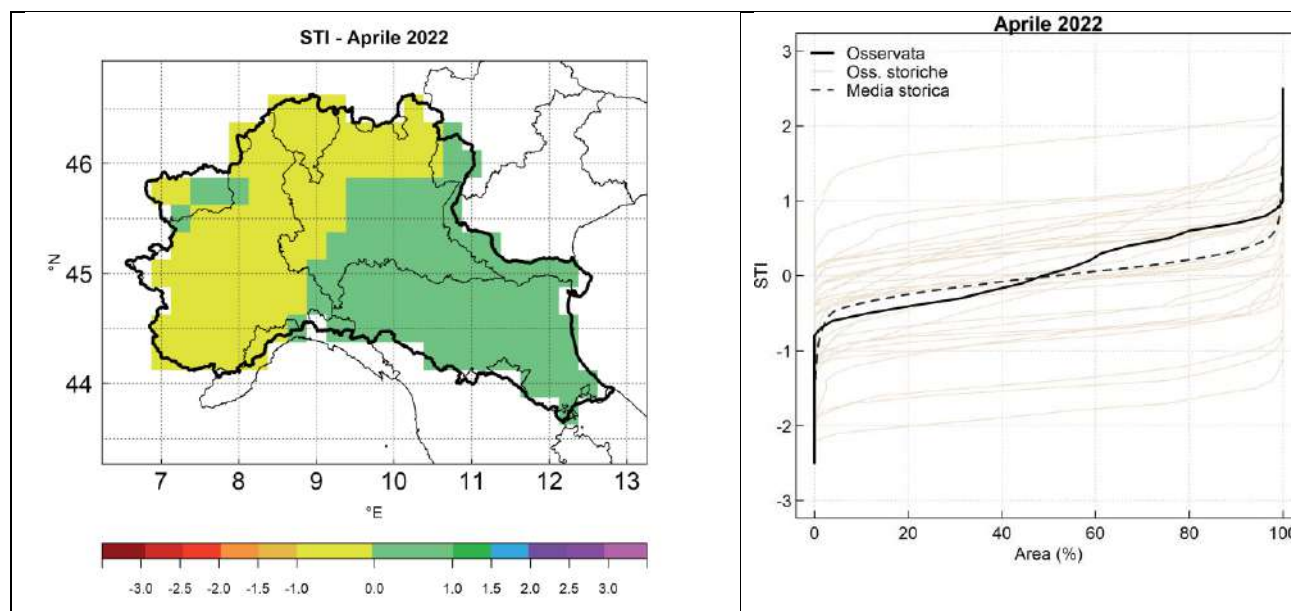 STI - Aprile 2022
46
45
44
°N
7 8 9 10 11 12 13
°E
-3.0 -2.5 -2.0 -1.5 -1.0 0.0 1.0 1.5 2.0 2.5 3.0
Aprile 2022
Osservata
Oss. storiche
Media storica
3
2
1
0
-1
-2
-3
STI
0 20 40 60 80 100
Area (%)